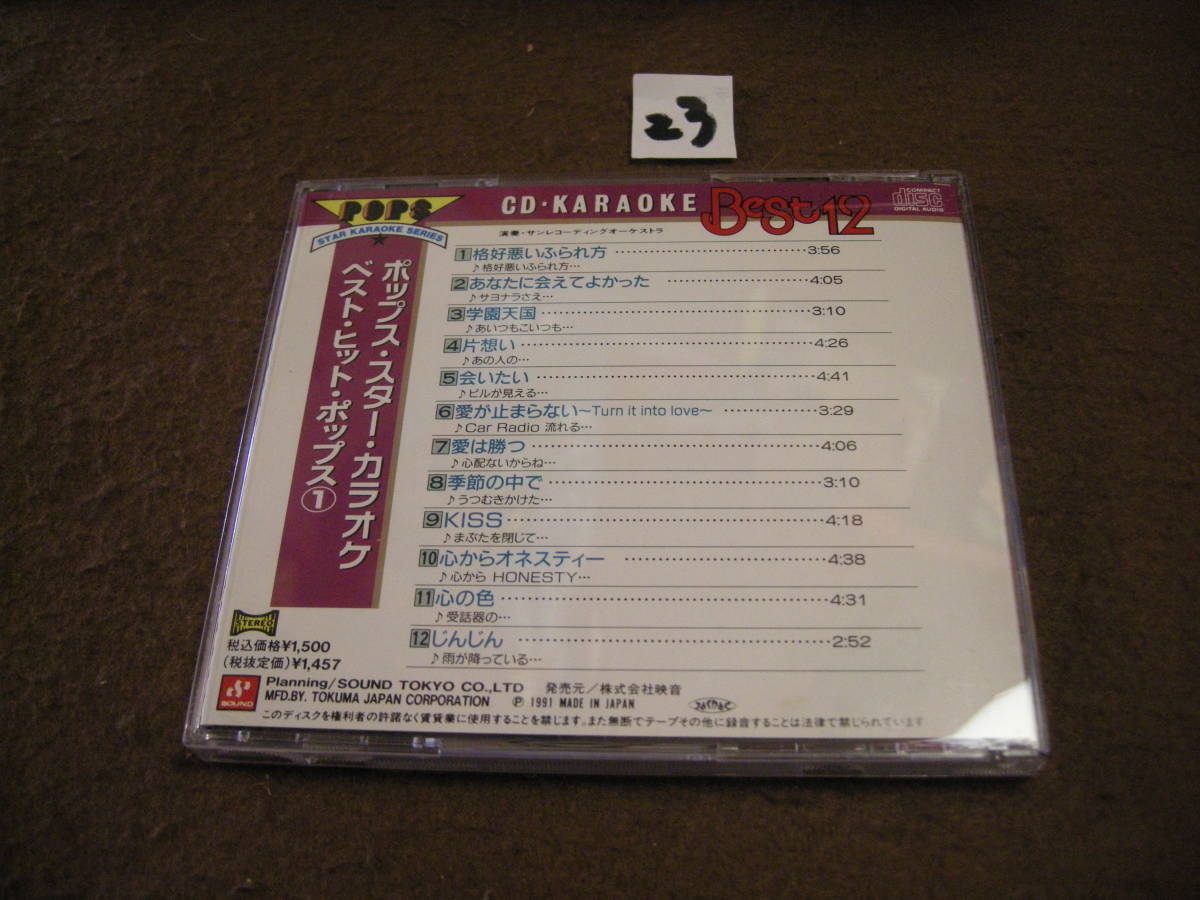 23
POPS
STAR KARAOKE SERIES
CD・KARAOKE
Best 12
COMPACT
disc
DIGITAL AUDIO
演奏・サンレコーディングオーケストラ
ポップス・スター・カラオケ
ベスト・ヒット・ポップス①
1 格好悪いふられ方 3:56
♪格好悪いふられ方…
2 あなたに会えてよかった 4:05
♪サヨナラさえ…
3 学園天国 3:10
♪あいつもこいつも…
4 片想い 4:26
♪あの人の…
5 会いたい 4:41
♪ビルが見える…
6 愛が止まらない〜Turn it into love〜 3:29
♪Car Radio 流れる…
7 愛は勝つ 4:06
♪心配ないからね…
8 季節の中で 3:10
♪うつむきかけた…
9 KISS 4:18
♪まぶたを閉じて…
10 心からオネスティー 4:38
♪心から HONESTY…
11 心の色 4:31
♪受話器の…
12 じんじん 2:52
♪雨が降っている…
STEREO
税込価格¥1,500
(税抜定価)¥1,457
SOUND
Planning/SOUND TOKYO CO.,LTD 発売元/株式会社映音
MFD.BY. TOKUMA JAPAN CORPORATION Ⓟ 1991 MADE IN JAPAN
このディスクを権利者の許諾なく賃貸業に使用することを禁じます。また無断でテープその他に録音することは法律で禁じられています